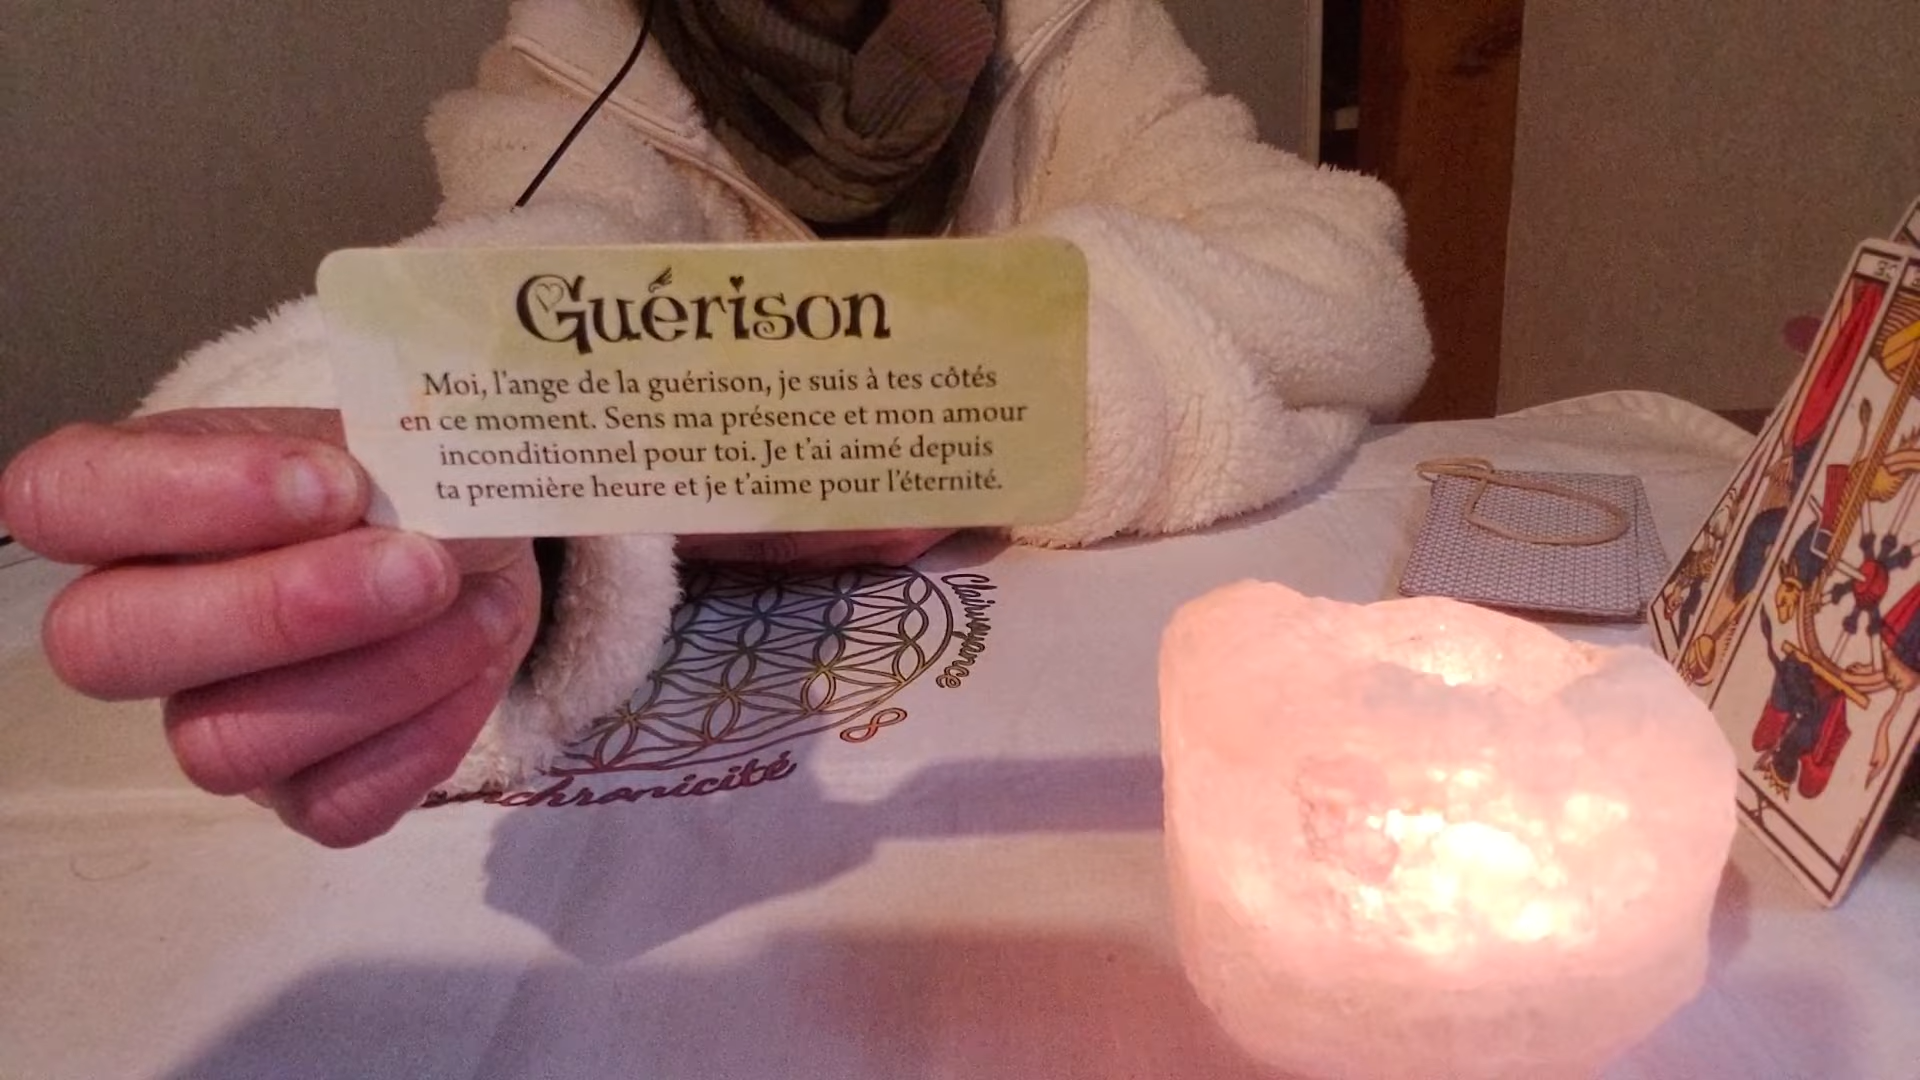 Guérison
Moi, l'ange de la guérison, je suis à tes côtés
en ce moment. Sens ma présence et mon amour
inconditionnel pour toi. Je t'ai aimé depuis
ta première heure et je t'aime pour l'éternité.
Clairvoyance
X